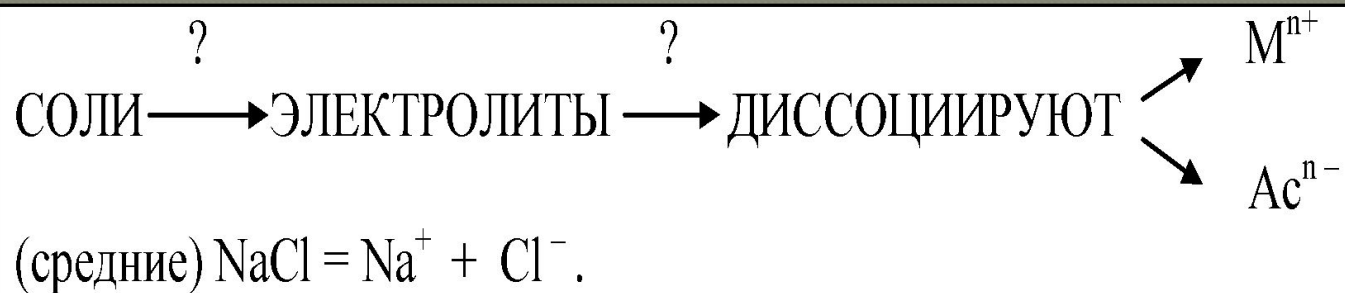 ? ?
СОЛИ → ЭЛЕКТРОЛИТЫ → ДИССОЦИИРУЮТ
Mⁿ⁺
Acⁿ⁻
(средние) NaCl = Na⁺ + Cl⁻.